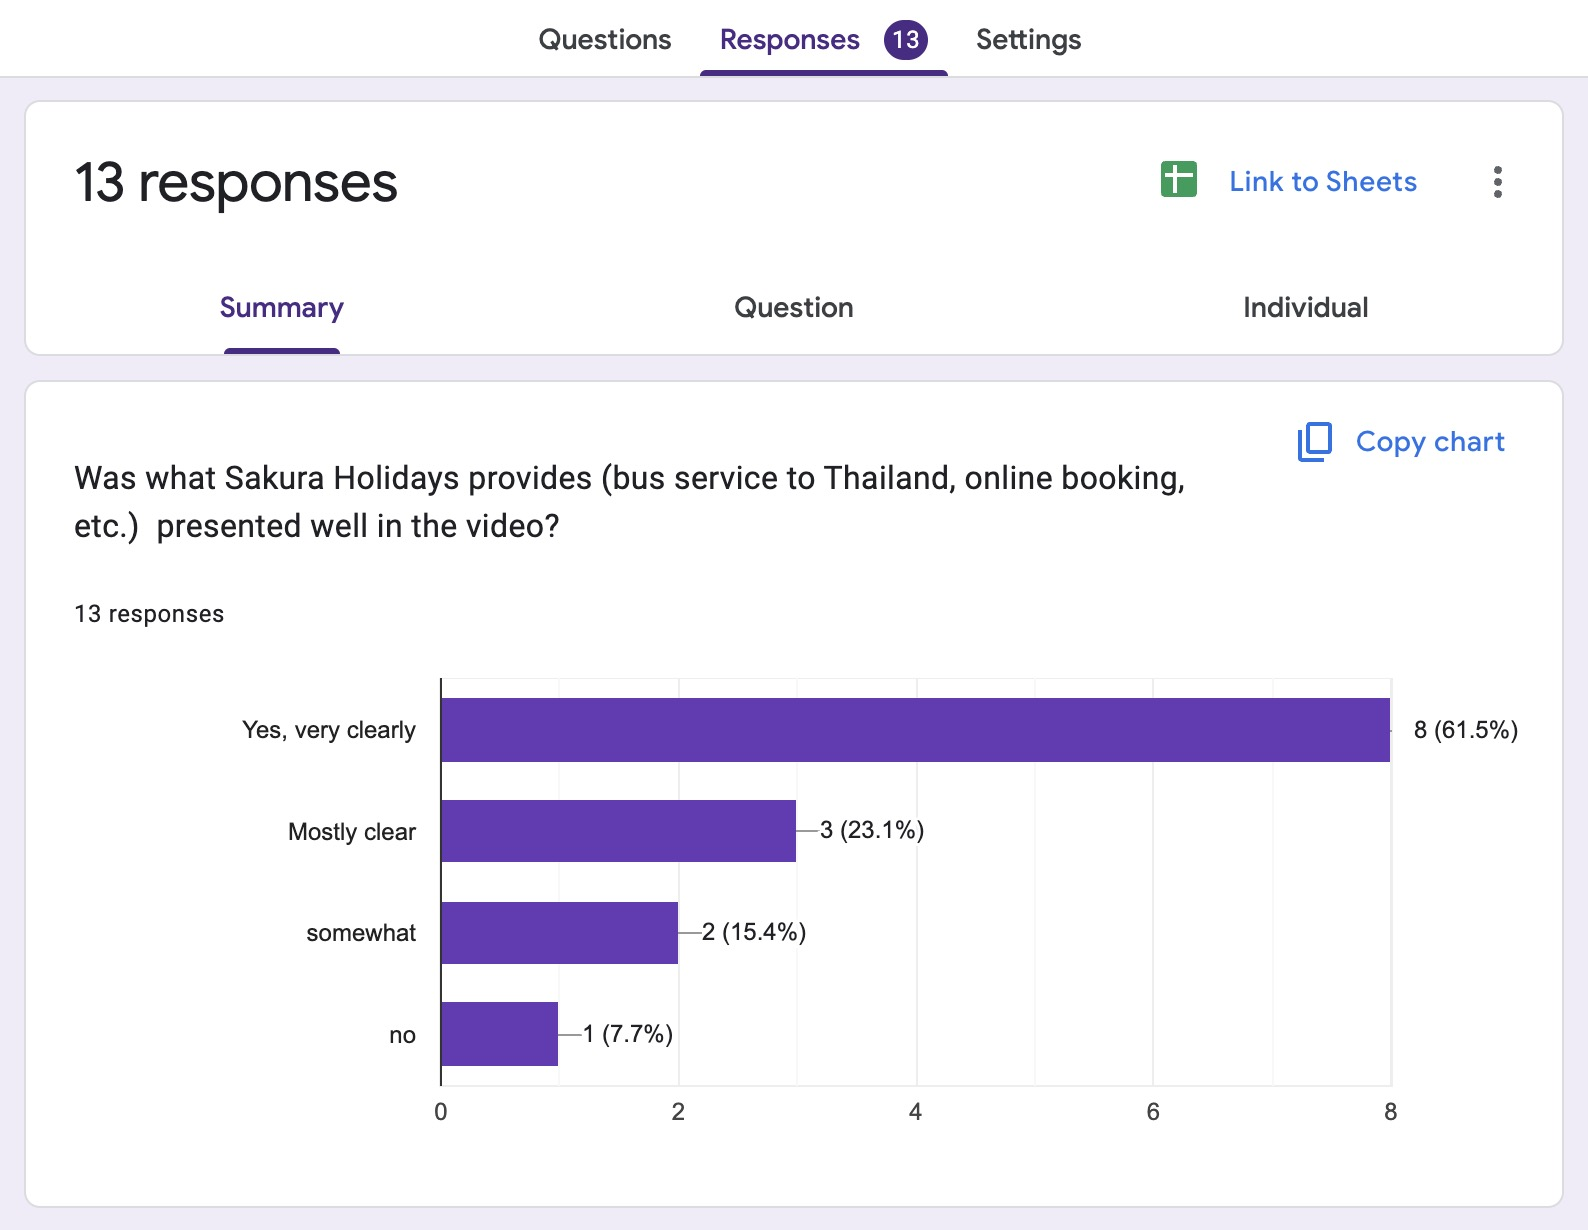 Questions Responses 13 Settings
13 responses
Link to Sheets
Summary Question Individual
Copy chart
Was what Sakura Holidays provides (bus service to Thailand, online booking,
etc.)  presented well in the video?
13 responses
Yes, very clearly 8 (61.5%)
Mostly clear 3 (23.1%)
somewhat 2 (15.4%)
no 1 (7.7%)
0 2 4 6 8